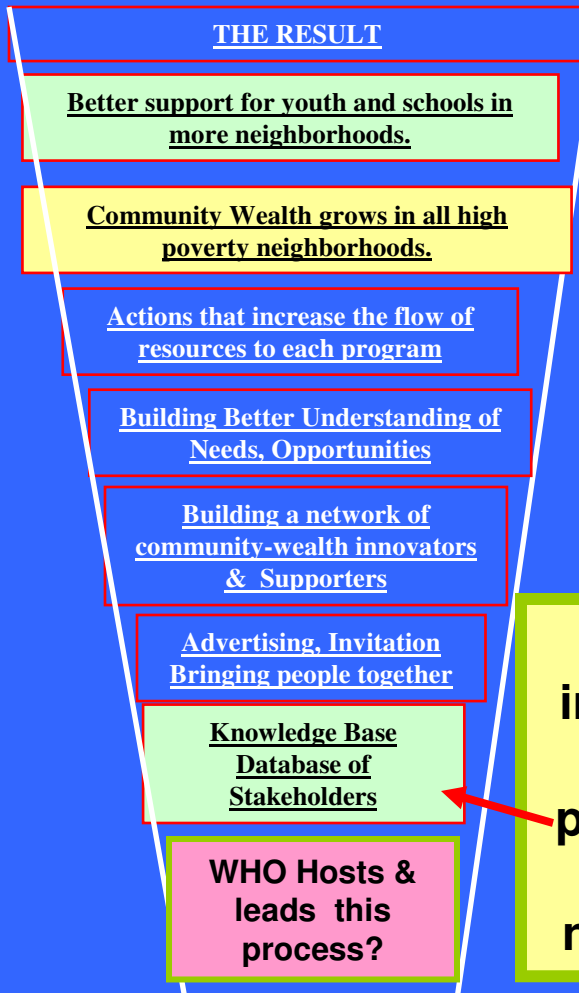 THE RESULT
Better support for youth and schools in
more neighborhoods.
Community Wealth grows in all high
poverty neighborhoods.
Actions that increase the flow of
resources to each program
Building Better Understanding of
Needs, Opportunities
Building a network of
community-wealth innovators
& Supporters
Advertising, Invitation
Bringing people together
Knowledge Base
Database of
Stakeholders
WHO Hosts &
leads this
process?